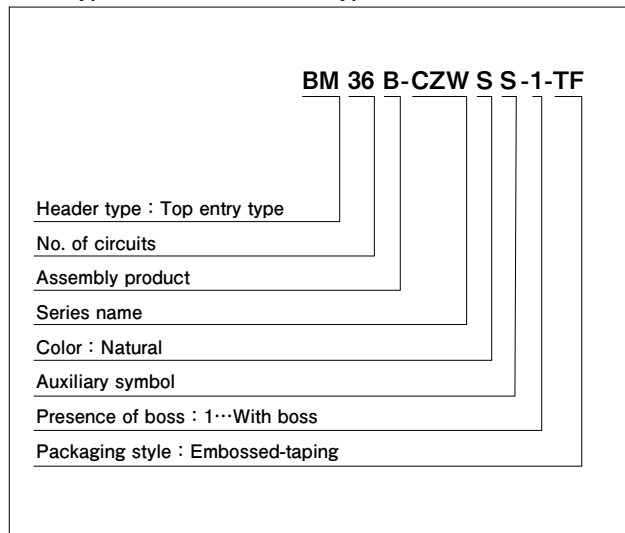 BM 36 B-CZW S S -1-TF
Header type : Top entry type
No. of circuits
Assembly product
Series name
Color : Natural
Auxiliary symbol
Presence of boss : 1…With boss
Packaging style : Embossed-taping